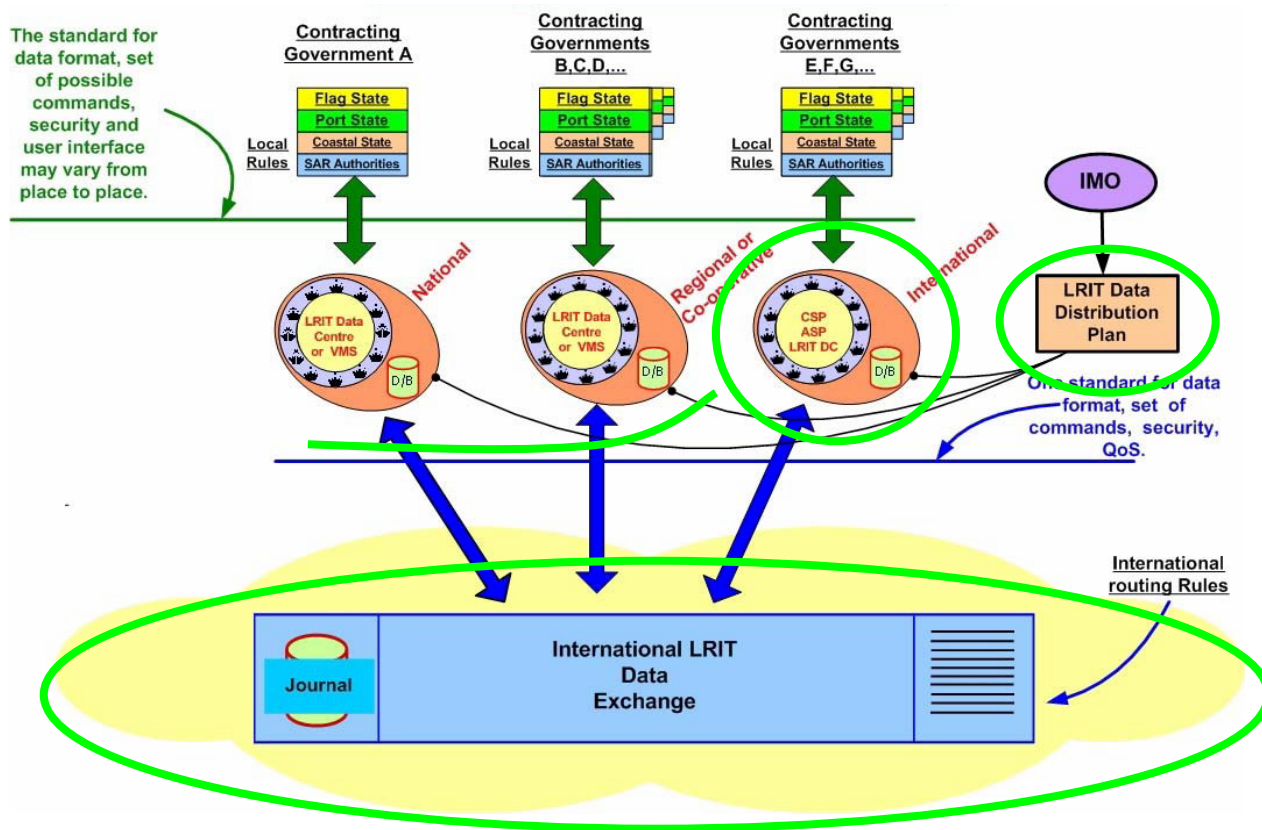 The standard for
data format, set
of possible
commands,
security and
user interface
may vary from
place to place.
Contracting
Government A
Contracting
Governments
B,C,D,...
Contracting
Governments
E,F,G,...
Flag State
Port State
Coastal State
SAR Authorities
Local
Rules
Flag State
Port State
Coastal State
SAR Authorities
Local
Rules
Flag State
Port State
Coastal State
SAR Authorities
Local
Rules
IMO
LRIT Data
Distribution
Plan
National
LRIT Data
Centre
or VMS
D/B
Regional or
Co-operative
LRIT Data
Centre
or VMS
D/B
International
CSP
ASP
LRIT DC
D/B
One standard for data
format, set of
commands, security,
QoS.
International
routing Rules
Journal
International LRIT
Data
Exchange